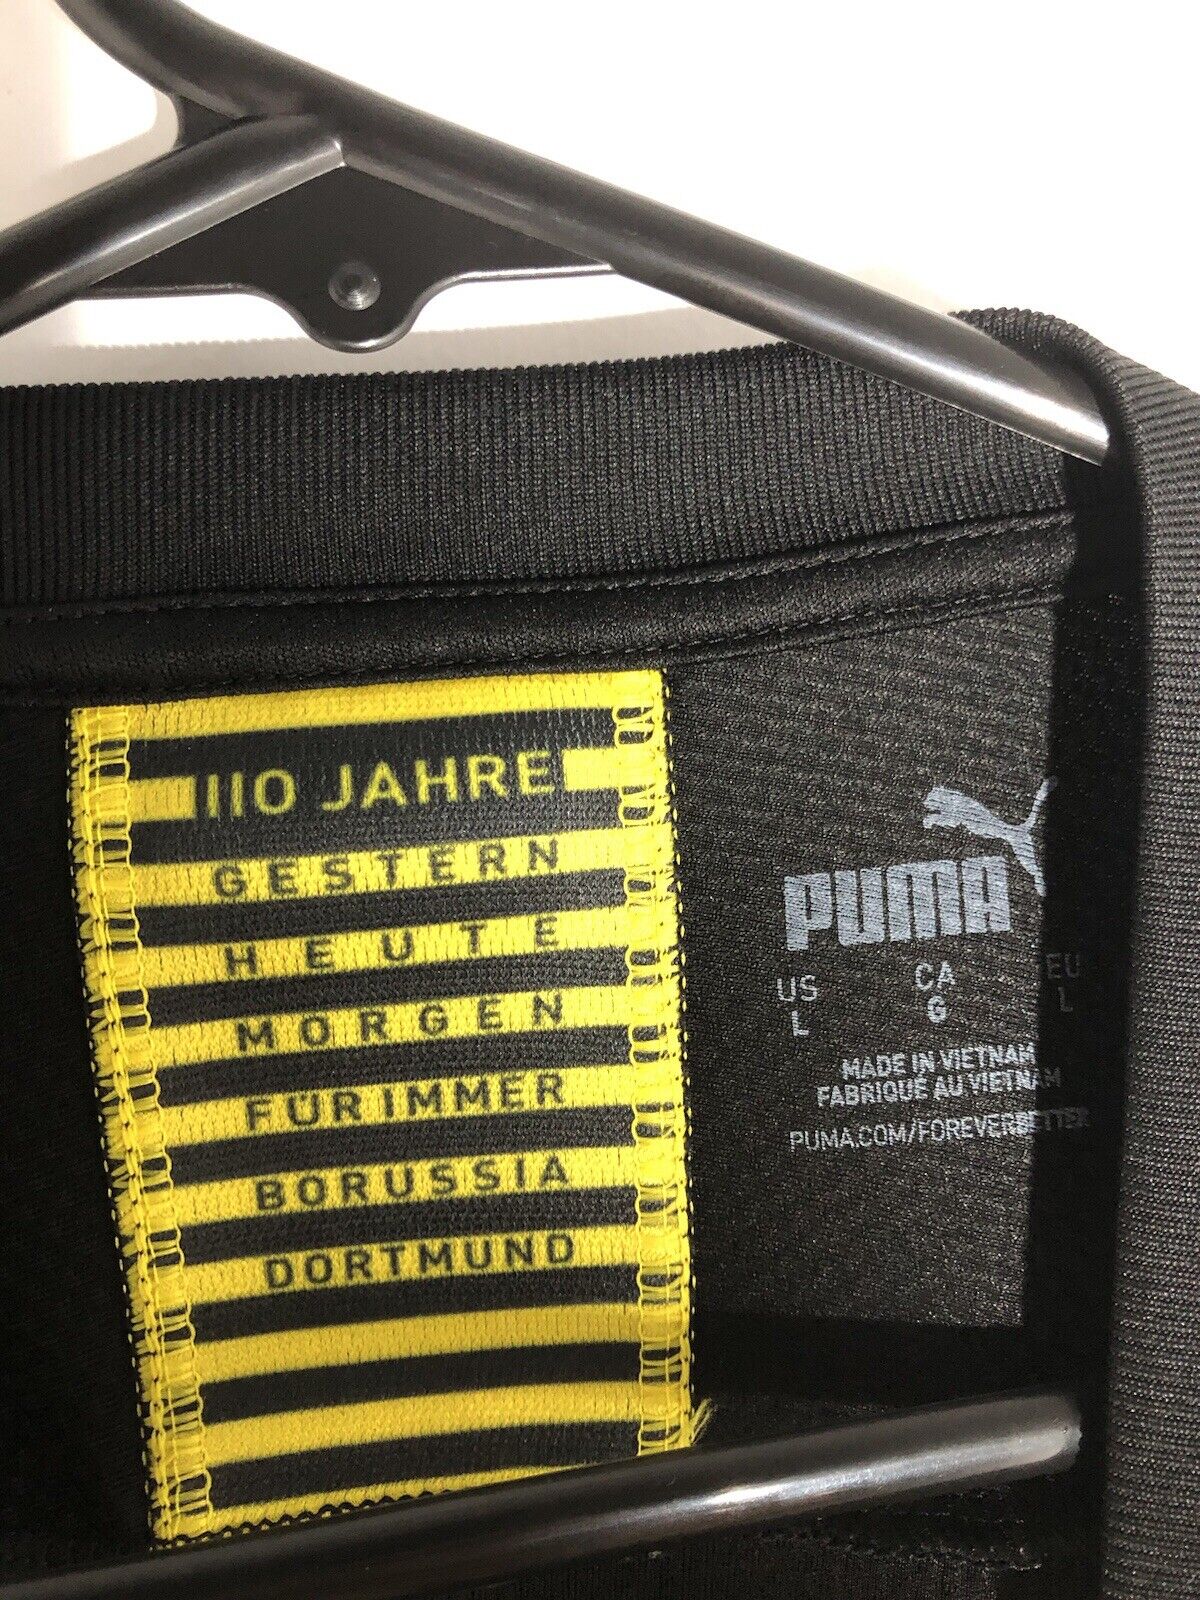 110 JAHRE
GESTERN
HEUTE
MORGEN
FÜR IMMER
BORUSSIA
DORTMUND
PUMA
US CA EU
L G L
MADE IN VIETNAM
FABRIQUÉ AU VIETNAM
PUMA.COM/FOREVERBETTER